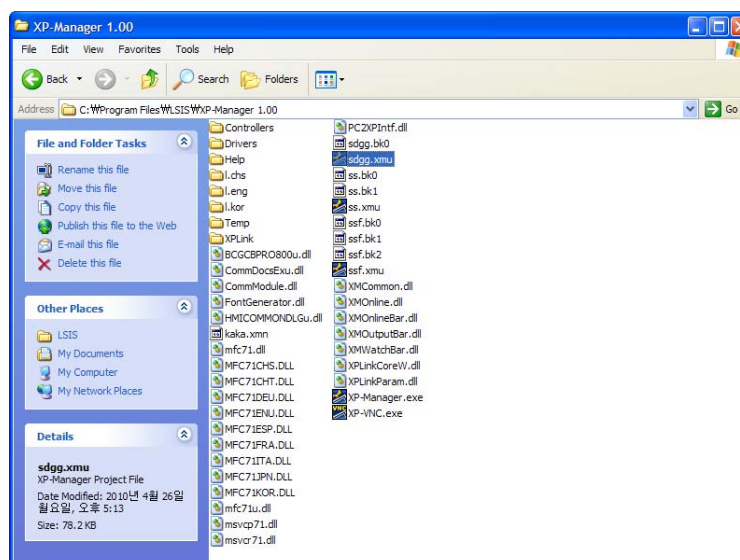 XP-Manager 1.00
File Edit View Favorites Tools Help
Back Search Folders
Address C:₩Program Files₩LSIS₩XP-Manager 1.00 Go
File and Folder Tasks
Rename this file
Move this file
Copy this file
Publish this file to the Web
E-mail this file
Delete this file
Other Places
LSIS
My Documents
My Computer
My Network Places
Details
sdgg.xmu
XP-Manager Project File
Date Modified: 2010년 4월 26일
월요일, 오후 5:13
Size: 78.2 KB
Controllers
Drivers
Help
l.chs
l.eng
l.kor
Temp
XPLink
BCGCBPRO800u.dll
CommDocsExu.dll
CommModule.dll
FontGenerator.dll
HMICOMMONDLGu.dll
kaka.xmn
mfc71.dll
MFC71CHS.DLL
MFC71CHT.DLL
MFC71DEU.DLL
MFC71ENU.DLL
MFC71ESP.DLL
MFC71FRA.DLL
MFC71ITA.DLL
MFC71JPN.DLL
MFC71KOR.DLL
mfc71u.dll
msvcp71.dll
msvcr71.dll
PC2XPIntf.dll
sdgg.bk0
sdgg.xmu
ss.bk0
ss.bk1
ss.xmu
ssf.bk0
ssf.bk1
ssf.bk2
ssf.xmu
XMCommon.dll
XMOnline.dll
XMOnlineBar.dll
XMOutputBar.dll
XMWatchBar.dll
XPLinkCoreW.dll
XPLinkParam.dll
XP-Manager.exe
XP-VNC.exe